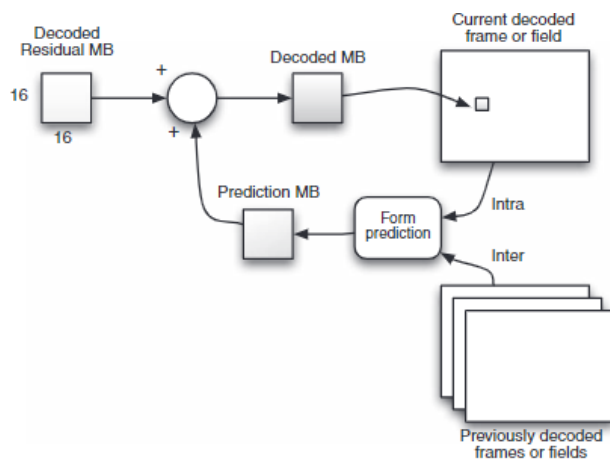 Decoded
Residual MB
16
16
+
+
Decoded MB
Current decoded
frame or field
Prediction MB
Form
prediction
Intra
Inter
Previously decoded
frames or fields